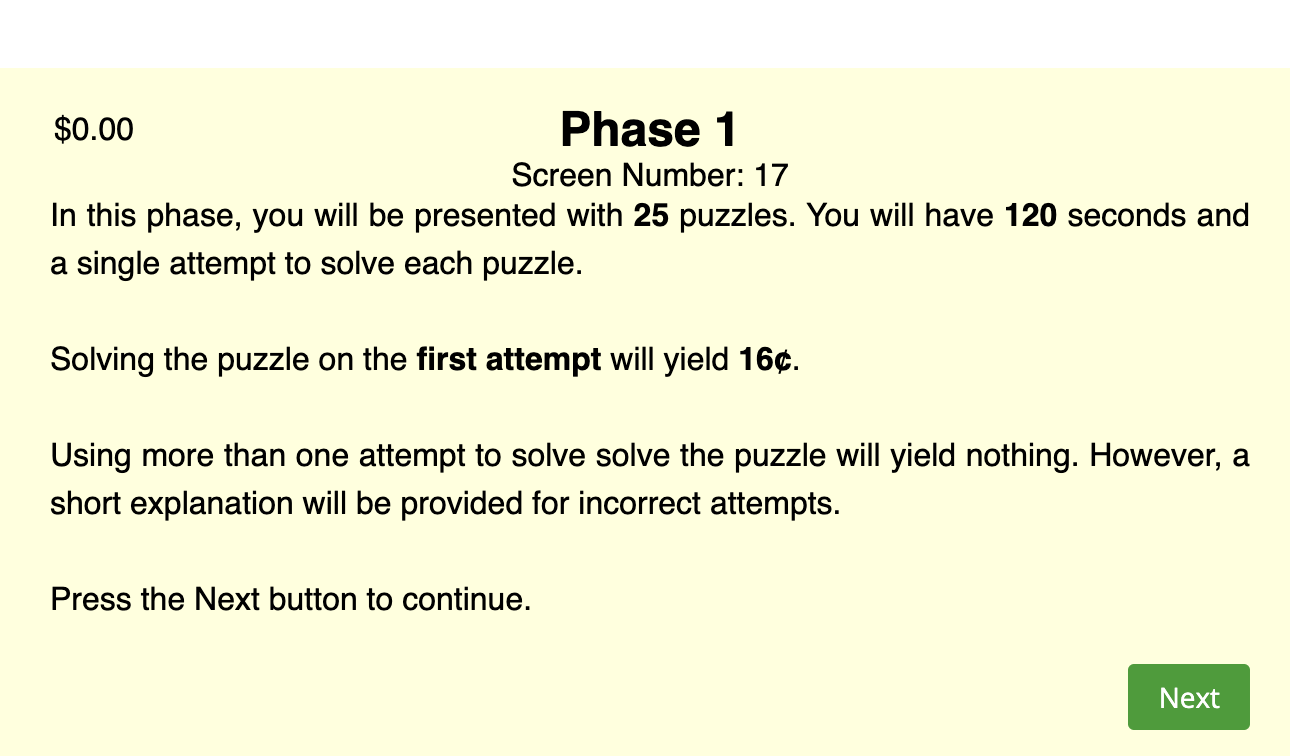 $0.00
Phase 1
Screen Number: 17
In this phase, you will be presented with 25 puzzles. You will have 120 seconds and
a single attempt to solve each puzzle.
Solving the puzzle on the first attempt will yield 16¢.
Using more than one attempt to solve solve the puzzle will yield nothing. However, a
short explanation will be provided for incorrect attempts.
Press the Next button to continue.
Next